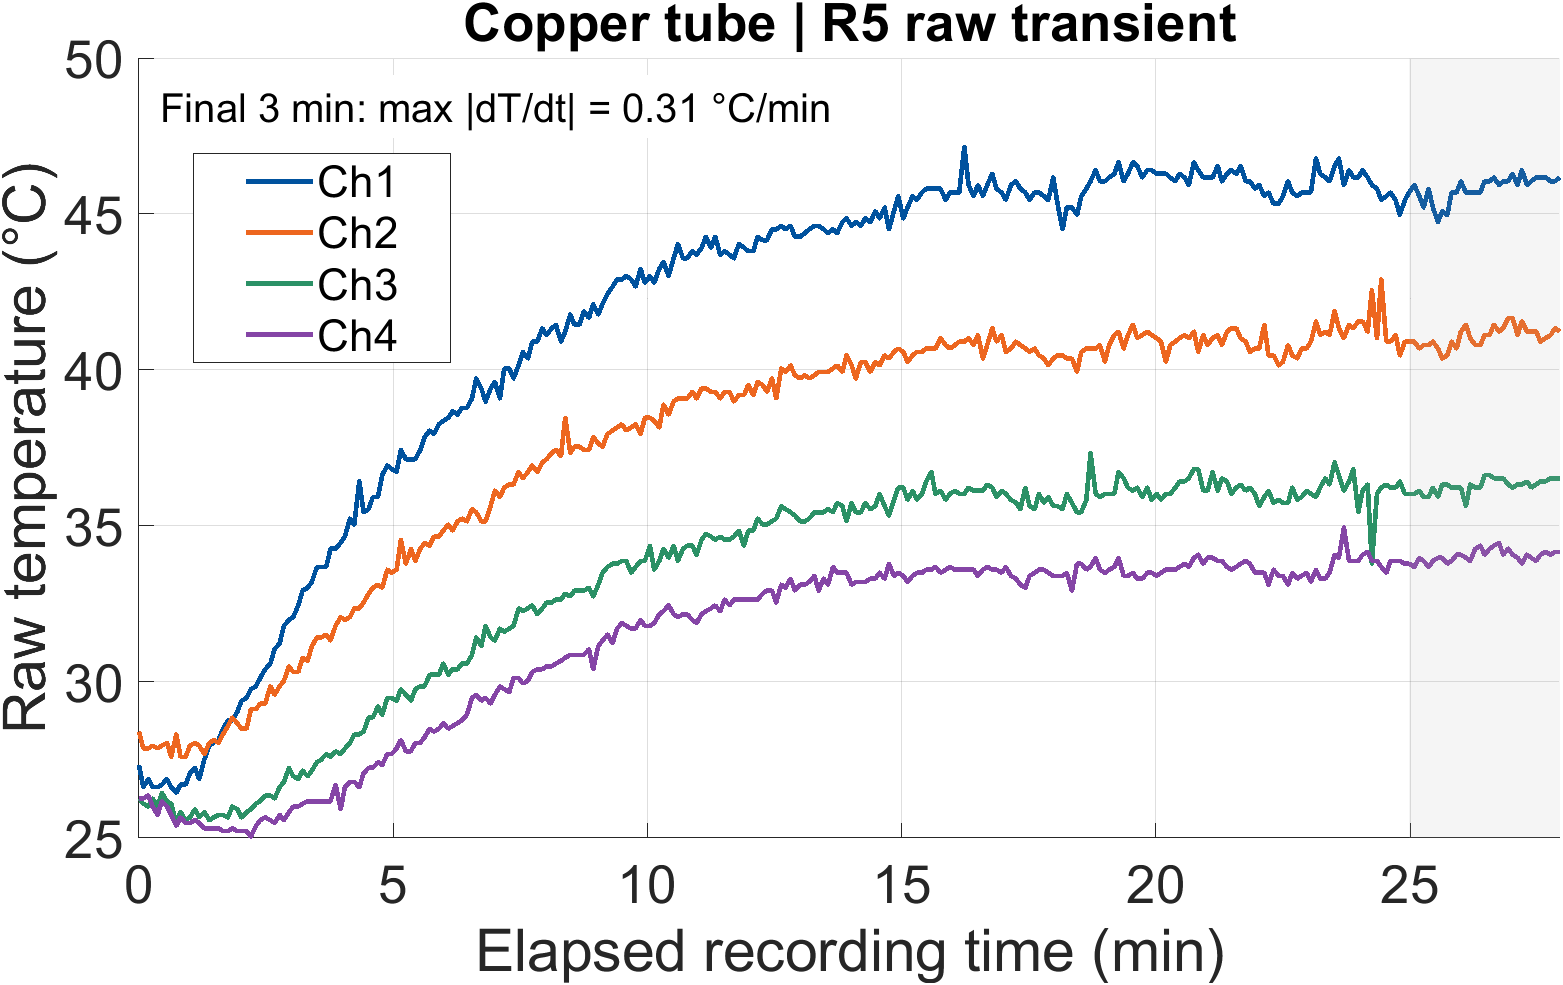 Copper tube | R5 raw transient
Final 3 min: max |dT/dt| = 0.31 °C/min
Ch1
Ch2
Ch3
Ch4
Raw temperature (°C)
50
45
40
35
30
25
0 5 10 15 20 25
Elapsed recording time (min)